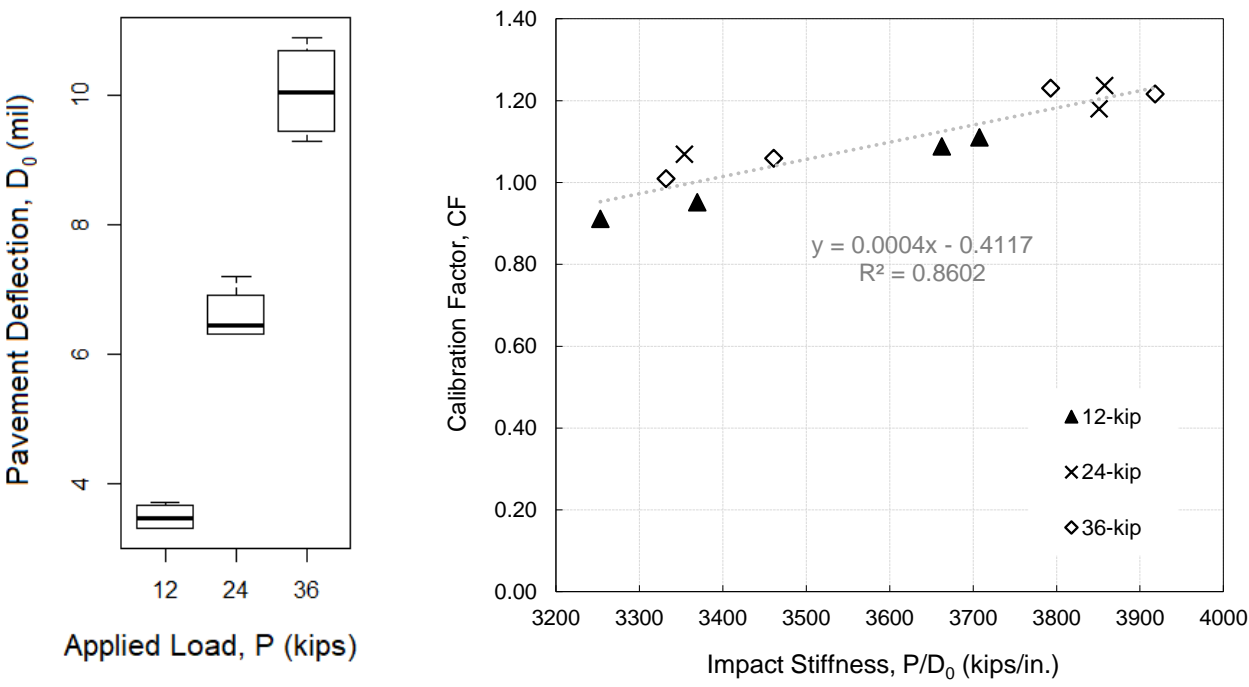 Pavement Deflection, D₀ (mil)
10
8
6
4
12 24 36
Applied Load, P (kips)
Calibration Factor, CF
1.40
1.20
1.00
0.80
0.60
0.40
0.20
0.00
y = 0.0004x - 0.4117
R² = 0.8602
12-kip
24-kip
36-kip
3200 3300 3400 3500 3600 3700 3800 3900 4000
Impact Stiffness, P/D₀ (kips/in.)